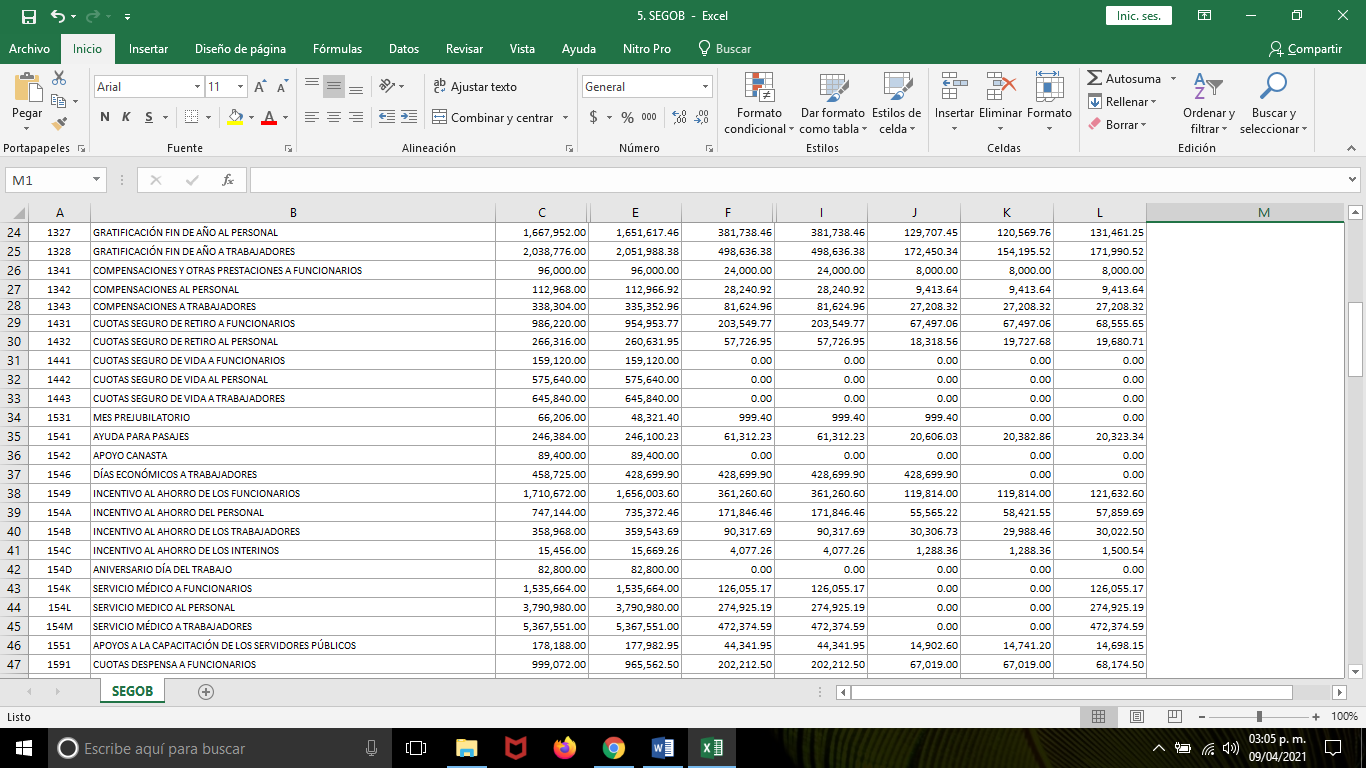 5. SEGOB - Excel
Inic. ses.
Archivo Inicio Insertar Diseño de página Fórmulas Datos Revisar Vista Ayuda Nitro Pro Buscar Compartir
Pegar
Arial 11
Ajustar texto
General
Formato condicional
Dar formato como tabla
Estilos de celda
Insertar Eliminar Formato
Autosuma
Rellenar
Borrar
Ordenar y filtrar
Buscar y seleccionar
N K S
Combinar y centrar
$ % 000
Portapapeles Fuente Alineación Número Estilos Celdas Edición
M1 fx
A B C E F I J K L M
24 1327 GRATIFICACIÓN FIN DE AÑO AL PERSONAL 1,667,952.00 1,651,617.46 381,738.46 381,738.46 129,707.45 120,569.76 131,461.25
25 1328 GRATIFICACIÓN FIN DE AÑO A TRABAJADORES 2,038,776.00 2,051,988.38 498,636.38 498,636.38 172,450.34 154,195.52 171,990.52
26 1341 COMPENSACIONES Y OTRAS PRESTACIONES A FUNCIONARIOS 96,000.00 96,000.00 24,000.00 24,000.00 8,000.00 8,000.00 8,000.00
27 1342 COMPENSACIONES AL PERSONAL 112,968.00 112,966.92 28,240.92 28,240.92 9,413.64 9,413.64 9,413.64
28 1343 COMPENSACIONES A TRABAJADORES 338,304.00 335,352.96 81,624.96 81,624.96 27,208.32 27,208.32 27,208.32
29 1431 CUOTAS SEGURO DE RETIRO A FUNCIONARIOS 986,220.00 954,953.77 203,549.77 203,549.77 67,497.06 67,497.06 68,555.65
30 1432 CUOTAS SEGURO DE RETIRO AL PERSONAL 266,316.00 260,631.95 57,726.95 57,726.95 18,318.56 19,727.68 19,680.71
31 1441 CUOTAS SEGURO DE VIDA A FUNCIONARIOS 159,120.00 159,120.00 0.00 0.00 0.00 0.00 0.00
32 1442 CUOTAS SEGURO DE VIDA AL PERSONAL 575,640.00 575,640.00 0.00 0.00 0.00 0.00 0.00
33 1443 CUOTAS SEGURO DE VIDA A TRABAJADORES 645,840.00 645,840.00 0.00 0.00 0.00 0.00 0.00
34 1531 MES PREJUBILATORIO 66,206.00 48,321.40 999.40 999.40 999.40 0.00 0.00
35 1541 AYUDA PARA PASAJES 246,384.00 246,100.23 61,312.23 61,312.23 20,606.03 20,382.86 20,323.34
36 1542 APOYO CANASTA 89,400.00 89,400.00 0.00 0.00 0.00 0.00 0.00
37 1546 DÍAS ECONÓMICOS A TRABAJADORES 458,725.00 428,699.90 428,699.90 428,699.90 428,699.90 0.00 0.00
38 1549 INCENTIVO AL AHORRO DE LOS FUNCIONARIOS 1,710,672.00 1,656,003.60 361,260.60 361,260.60 119,814.00 119,814.00 121,632.60
39 154A INCENTIVO AL AHORRO DEL PERSONAL 747,144.00 735,372.46 171,846.46 171,846.46 55,565.22 58,421.55 57,859.69
40 154B INCENTIVO AL AHORRO DE LOS TRABAJADORES 358,968.00 359,543.69 90,317.69 90,317.69 30,306.73 29,988.46 30,022.50
41 154C INCENTIVO AL AHORRO DE LOS INTERINOS 15,456.00 15,669.26 4,077.26 4,077.26 1,288.36 1,288.36 1,500.54
42 154D ANIVERSARIO DÍA DEL TRABAJO 82,800.00 82,800.00 0.00 0.00 0.00 0.00 0.00
43 154K SERVICIO MÉDICO A FUNCIONARIOS 1,535,664.00 1,535,664.00 126,055.17 126,055.17 0.00 0.00 126,055.17
44 154L SERVICIO MEDICO AL PERSONAL 3,790,980.00 3,790,980.00 274,925.19 274,925.19 0.00 0.00 274,925.19
45 154M SERVICIO MÉDICO A TRABAJADORES 5,367,551.00 5,367,551.00 472,374.59 472,374.59 0.00 0.00 472,374.59
46 1551 APOYOS A LA CAPACITACIÓN DE LOS SERVIDORES PÚBLICOS 178,188.00 177,982.95 44,341.95 44,341.95 14,902.60 14,741.20 14,698.15
47 1591 CUOTAS DESPENSA A FUNCIONARIOS 999,072.00 965,562.50 202,212.50 202,212.50 67,019.00 67,019.00 68,174.50
SEGOB
Listo 100%
Escribe aquí para buscar
03:05 p. m.
09/04/2021